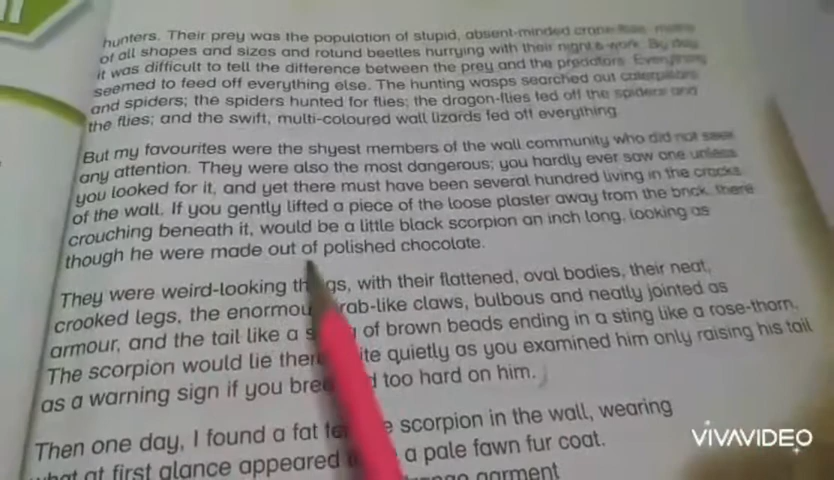 hunters. Their prey was the population of stupid, absent-minded crane-flies, moths
of all shapes and sizes and rotund beetles hurrying with their night's work. By day
it was difficult to tell the difference between the prey and the predators. Everything
seemed to feed off everything else. The hunting wasps searched out caterpillars
and spiders; the spiders hunted for flies; the dragon-flies fed off the spiders and
the flies; and the swift, multi-coloured wall lizards fed off everything
But my favourites were the shyest members of the wall community who did not seek
any attention. They were also the most dangerous; you hardly ever saw one unless
you looked for it, and yet there must have been several hundred living in the cracks
of the wall. If you gently lifted a piece of the loose plaster away from the brick, there
crouching beneath it, would be a little black scorpion an inch long, looking as
though he were made out of polished chocolate.
They were weird-looking th gs, with their flattened, oval bodies, their neat,
crooked legs, the enormou rab-like claws, bulbous and neatly jointed as
armour, and the tail like a s of brown beads ending in a sting like a rose-thorn.
The scorpion would lie ther ite quietly as you examined him only raising his tail
as a warning sign if you bre d too hard on him.
Then one day, I found a fat fe e scorpion in the wall, wearing
what at first glance appeared a pale fawn fur coat.
garment
VIVAVIDEO